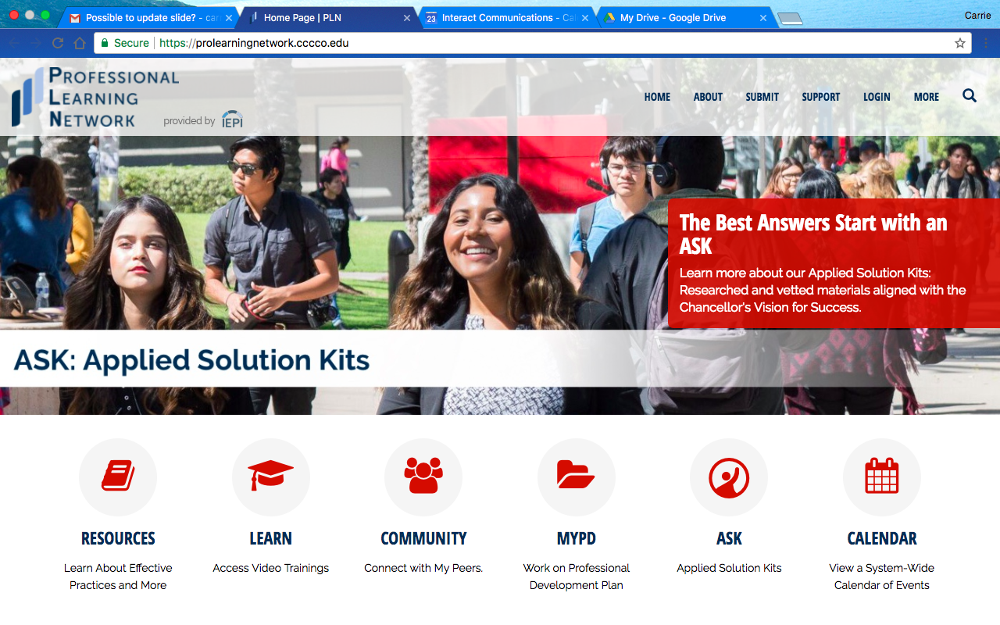 Possible to update slide? - car
Home Page | PLN
23
Interact Communications - Cal
My Drive - Google Drive
Carrie
Secure
https://prolearningnetwork.cccco.edu
PROFESSIONAL
LEARNING
NETWORK
provided by IEPI
HOME
ABOUT
SUBMIT
SUPPORT
LOGIN
MORE
The Best Answers Start with an
ASK
Learn more about our Applied Solution Kits:
Researched and vetted materials aligned with the
Chancellor's Vision for Success.
ASK: Applied Solution Kits
RESOURCES
Learn About Effective
Practices and More
LEARN
Access Video Trainings
COMMUNITY
Connect with My Peers.
MYPD
Work on Professional
Development Plan
ASK
Applied Solution Kits
CALENDAR
View a System-Wide
Calendar of Events